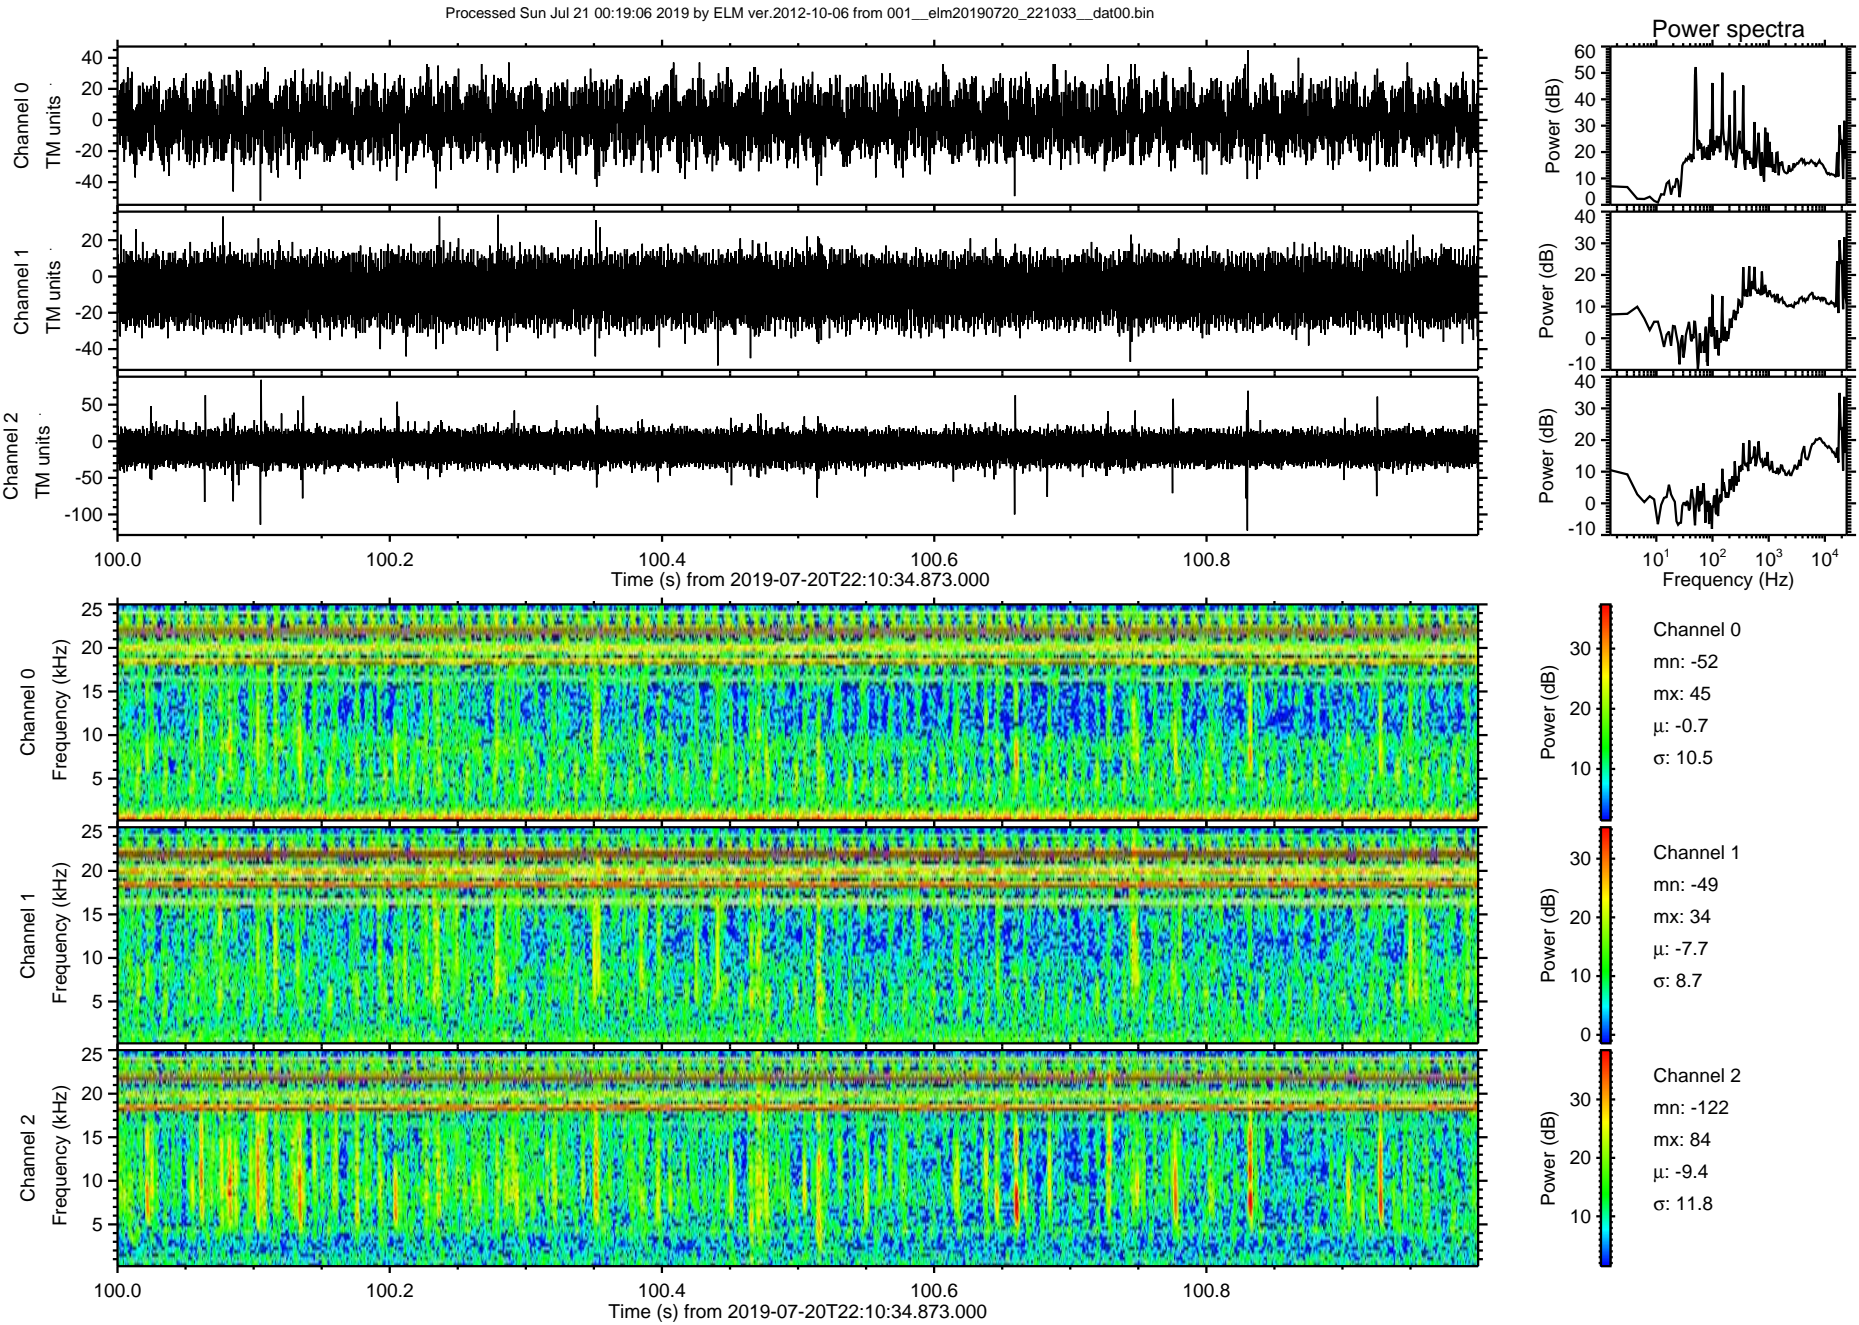 Processed Sun Jul 21 00:19:06 2019 by ELM ver.2012-10-06 from 001__elm20190720_221033__dat00.bin
Power spectra
Channel 0
TM units
40
20
0
-20
-40
Power (dB)
60
50
40
30
20
10
0
Channel 1
TM units
20
0
-20
-40
Power (dB)
40
30
20
10
0
-10
Channel 2
TM units
50
0
-50
-100
Power (dB)
40
30
20
10
0
-10
100.0 100.2 100.4 100.6 100.8
Time (s) from 2019-07-20T22:10:34.873.000
10¹ 10² 10³ 10⁴
Frequency (Hz)
Channel 0
Frequency (kHz)
25
20
15
10
5
Power (dB)
30
20
10
Channel 0
mn: -52
mx: 45
μ: -0.7
σ: 10.5
Channel 1
Frequency (kHz)
25
20
15
10
5
Power (dB)
30
20
10
0
Channel 1
mn: -49
mx: 34
μ: -7.7
σ: 8.7
Channel 2
Frequency (kHz)
25
20
15
10
5
Power (dB)
30
20
10
Channel 2
mn: -122
mx: 84
μ: -9.4
σ: 11.8
100.0 100.2 100.4 100.6 100.8
Time (s) from 2019-07-20T22:10:34.873.000